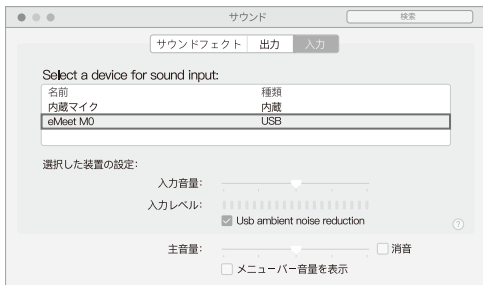 サウンド
検索
サウンドフェクト 出力 入力
Select a device for sound input:
名前 種類
内蔵マイク 内蔵
eMeet M0 USB
選択した装置の設定:
入力音量:
入力レベル:
Usb ambient noise reduction
?
主音量: 消音
メニューバー音量を表示